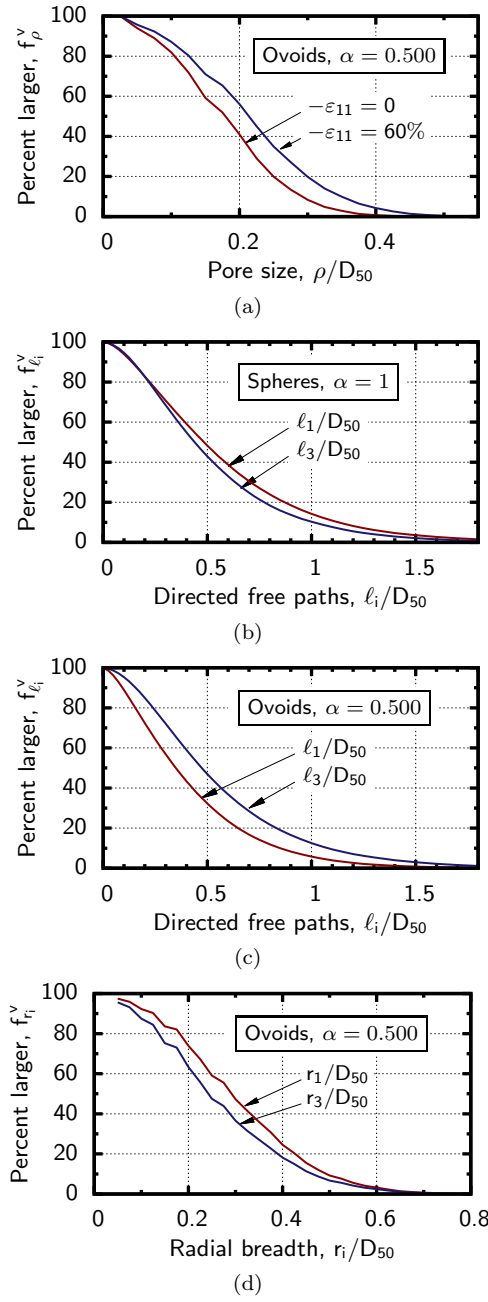 Percent larger, fᵛρ
100
80
60
40
20
0
Ovoids, α = 0.500
−ε₁₁ = 0
−ε₁₁ = 60%
0 0.2 0.4
Pore size, ρ/D₅₀
(a)
Percent larger, fᵛℓᵢ
100
80
60
40
20
0
Spheres, α = 1
ℓ₁/D₅₀
ℓ₃/D₅₀
0 0.5 1 1.5
Directed free paths, ℓᵢ/D₅₀
(b)
Percent larger, fᵛℓᵢ
100
80
60
40
20
0
Ovoids, α = 0.500
ℓ₁/D₅₀
ℓ₃/D₅₀
0 0.5 1 1.5
Directed free paths, ℓᵢ/D₅₀
(c)
Percent larger, fᵛrᵢ
100
80
60
40
20
0
Ovoids, α = 0.500
r₁/D₅₀
r₃/D₅₀
0 0.2 0.4 0.6 0.8
Radial breadth, rᵢ/D₅₀
(d)